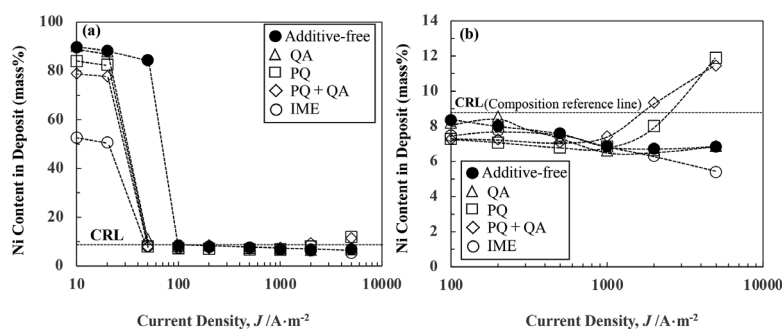 (a)
Ni Content in Deposit (mass%)
100
80
60
40
20
10
0
Additive-free
QA
PQ
PQ + QA
IME
CRL
10
100
1000
10000
Current Density, J /A·m⁻²
(b)
Ni Content in Deposit (mass%)
14
12
10
8
6
4
2
0
CRL(Composition reference line)
Additive-free
QA
PQ
PQ + QA
IME
100
1000
10000
Current Density, J /A·m⁻²